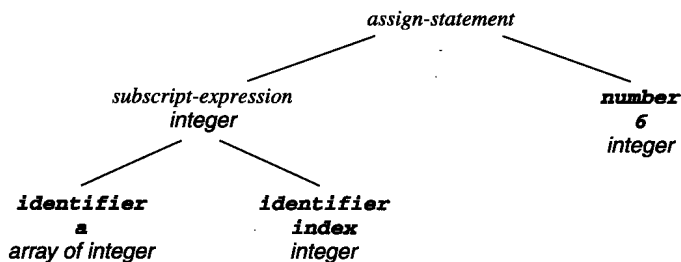 assign-statement
subscript-expression
integer
number
6
integer
identifier
a
array of integer
identifier
index
integer